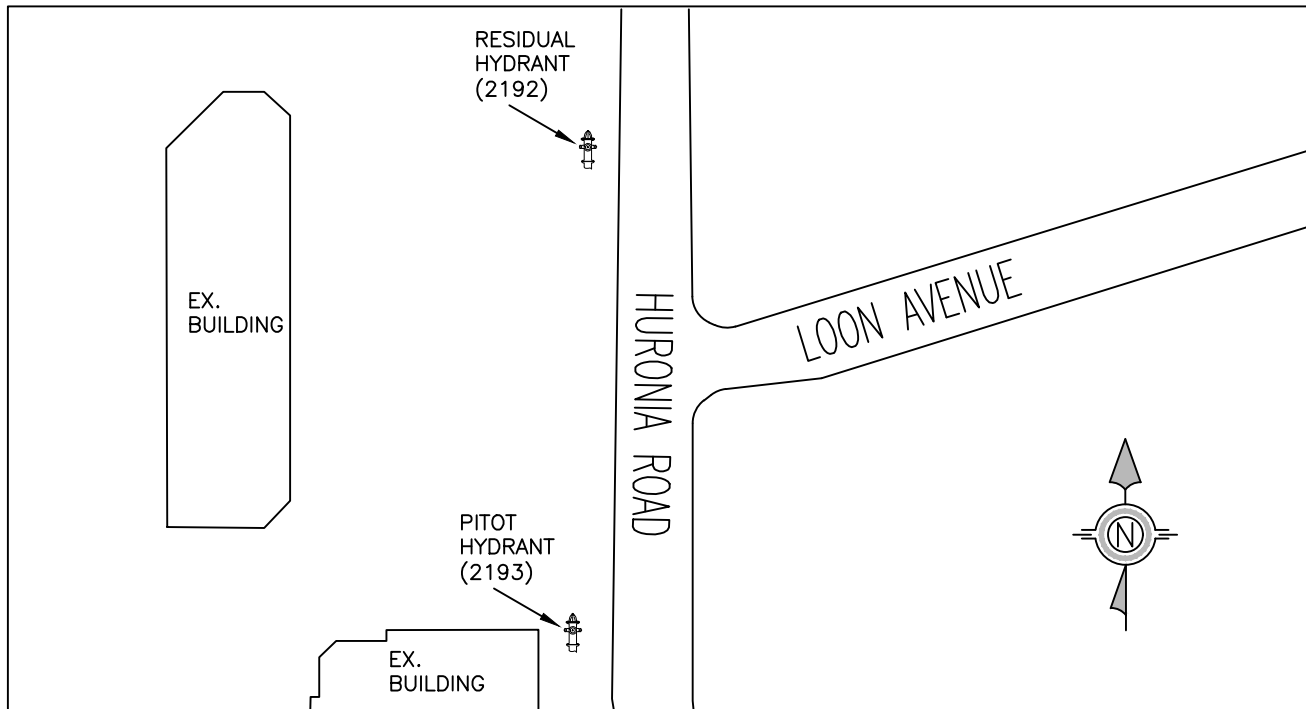 RESIDUAL
HYDRANT
(2192)
EX.
BUILDING
HURONIA ROAD
LOON AVENUE
PITOT
HYDRANT
(2193)
N
EX.
BUILDING